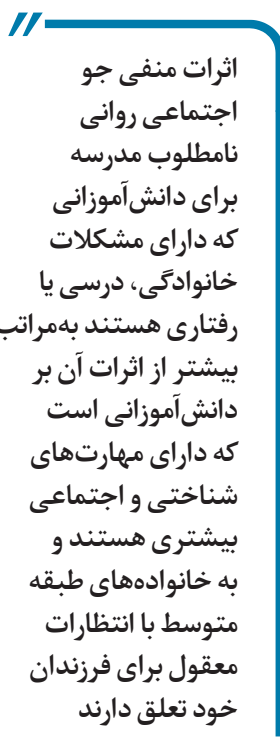 اثرات منفی جو
اجتماعی روانی
نامطلوب مدرسه
برای دانش‌آموزانی
که دارای مشکلات
خانوادگی، درسی یا
رفتاری هستند به‌مراتب
بیشتر از اثرات آن بر
دانش‌آموزانی است
که دارای مهارت‌های
شناختی و اجتماعی
بیشتری هستند و
به خانواده‌های طبقه
متوسط با انتظارات
معقول برای فرزندان
خود تعلق دارند